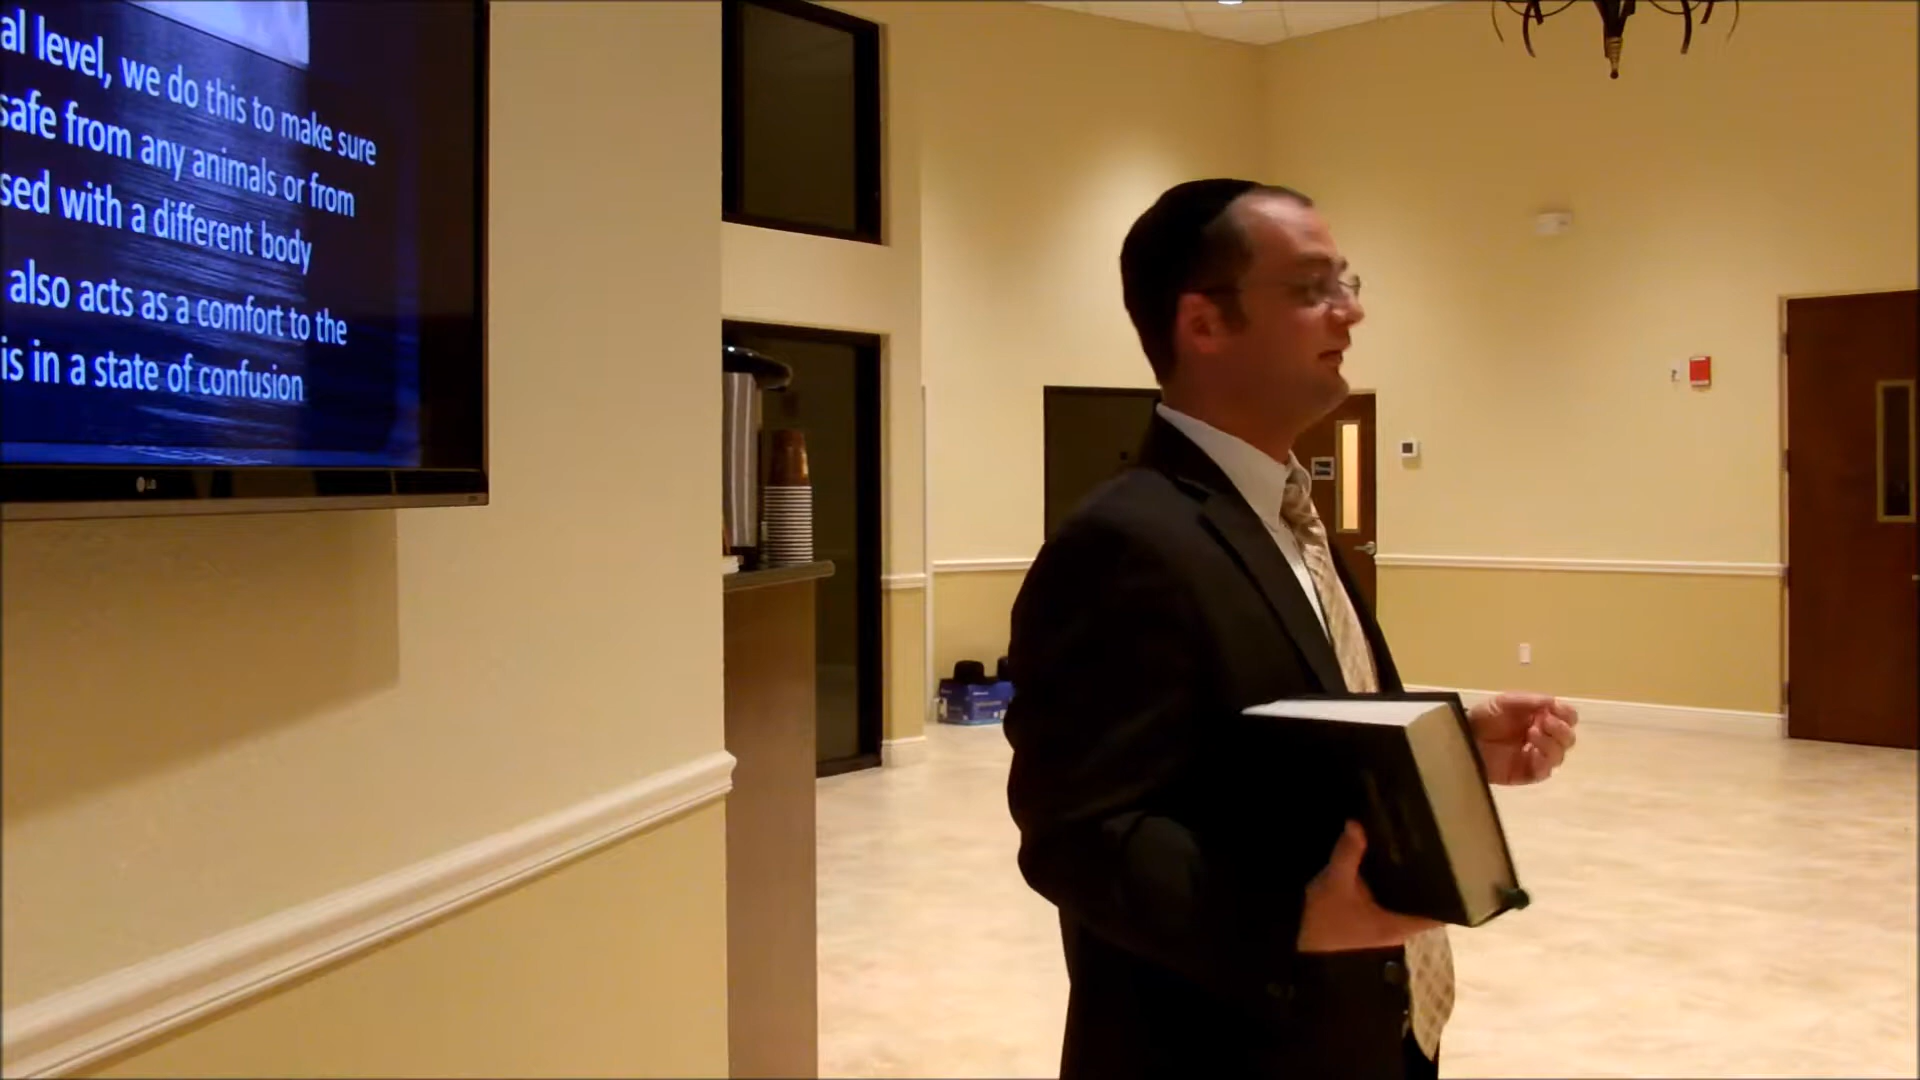 al level, we do this to make sure
safe from any animals or from
sed with a different body
also acts as a comfort to the
is in a state of confusion
LG